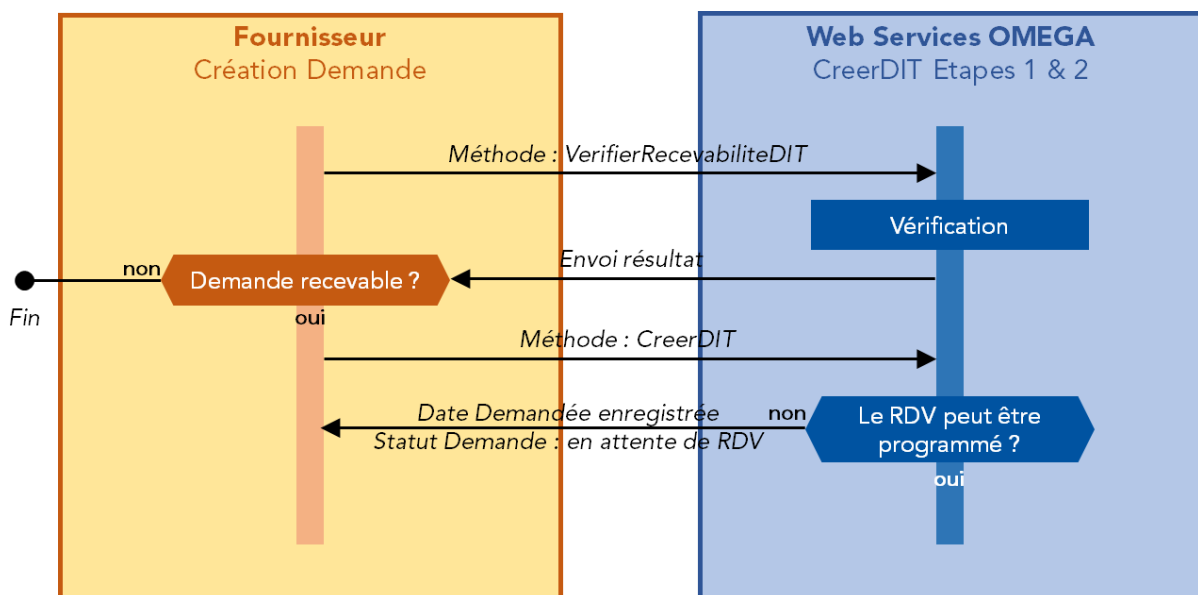 Fournisseur
Création Demande
Web Services OMEGA
CreerDIT Etapes 1 & 2
Méthode : VerifierRecevabiliteDIT
Vérification
Envoi résultat
non
Demande recevable ?
Fin
oui
Méthode : CreerDIT
Date Demandée enregistrée
Statut Demande : en attente de RDV
non
Le RDV peut être
programmé ?
oui